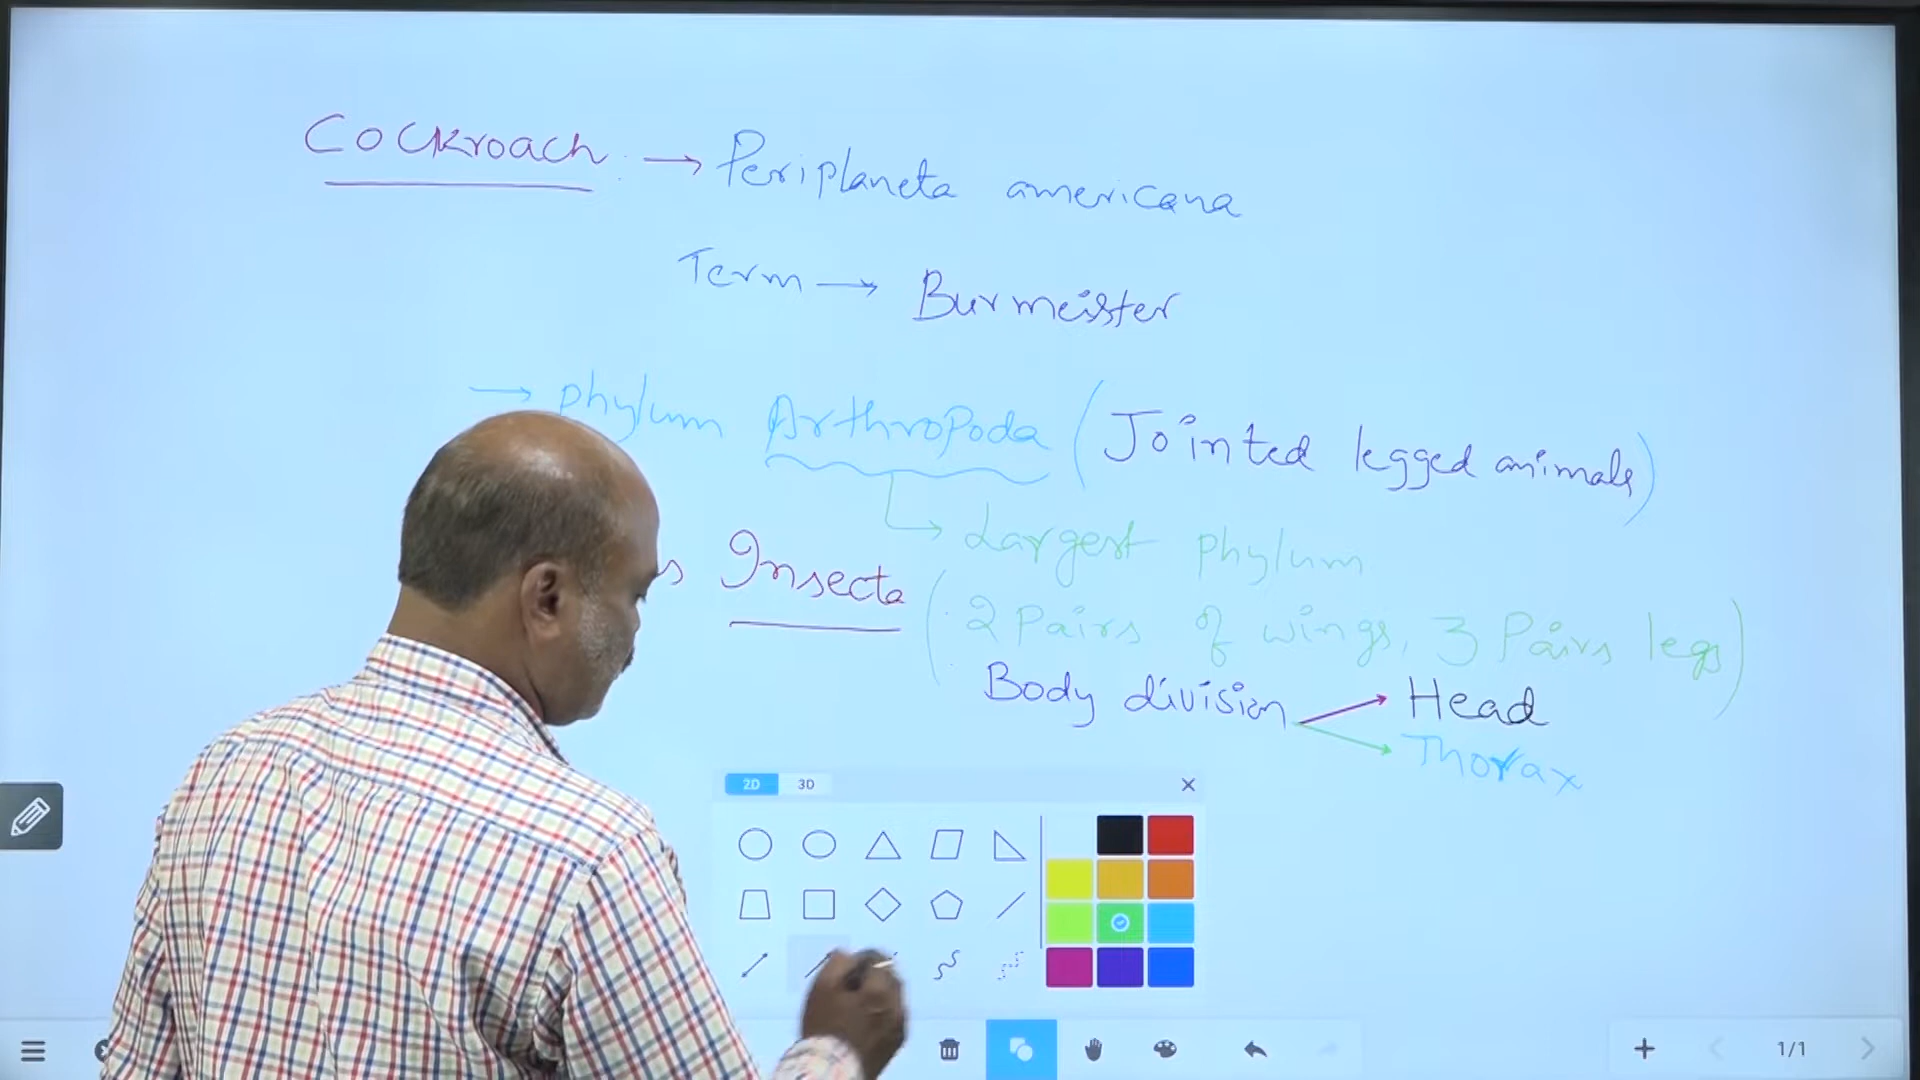 Cockroach → Periplaneta americana
Term → Burmeister
→ phylum Arthropoda (Jointed legged animals)
→ Largest phylum
Insecta (2 Pairs of wings, 3 Pairs legs)
Body division → Head
→ Thorax
2D 3D
1/1